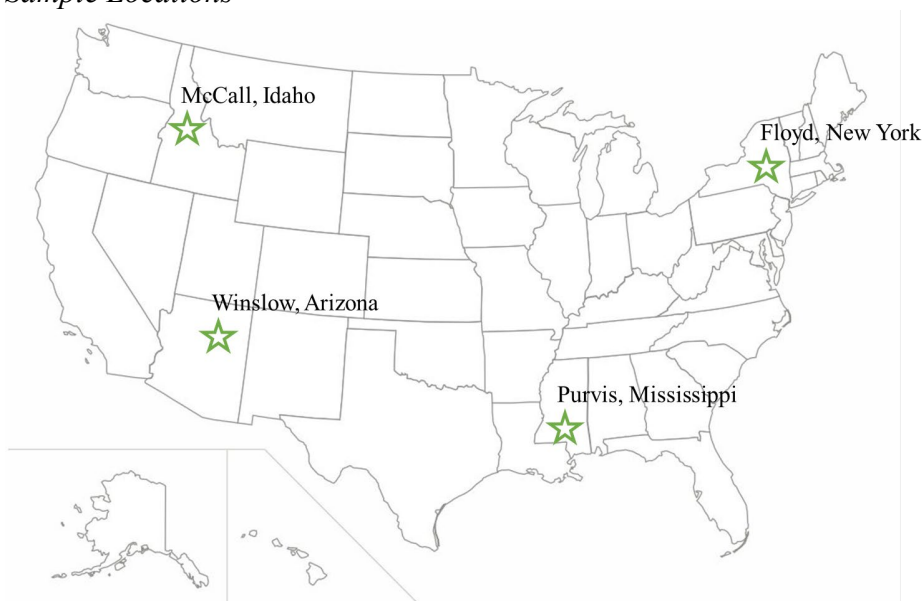 Sample Locations
McCall, Idaho
Floyd, New York
Winslow, Arizona
Purvis, Mississippi